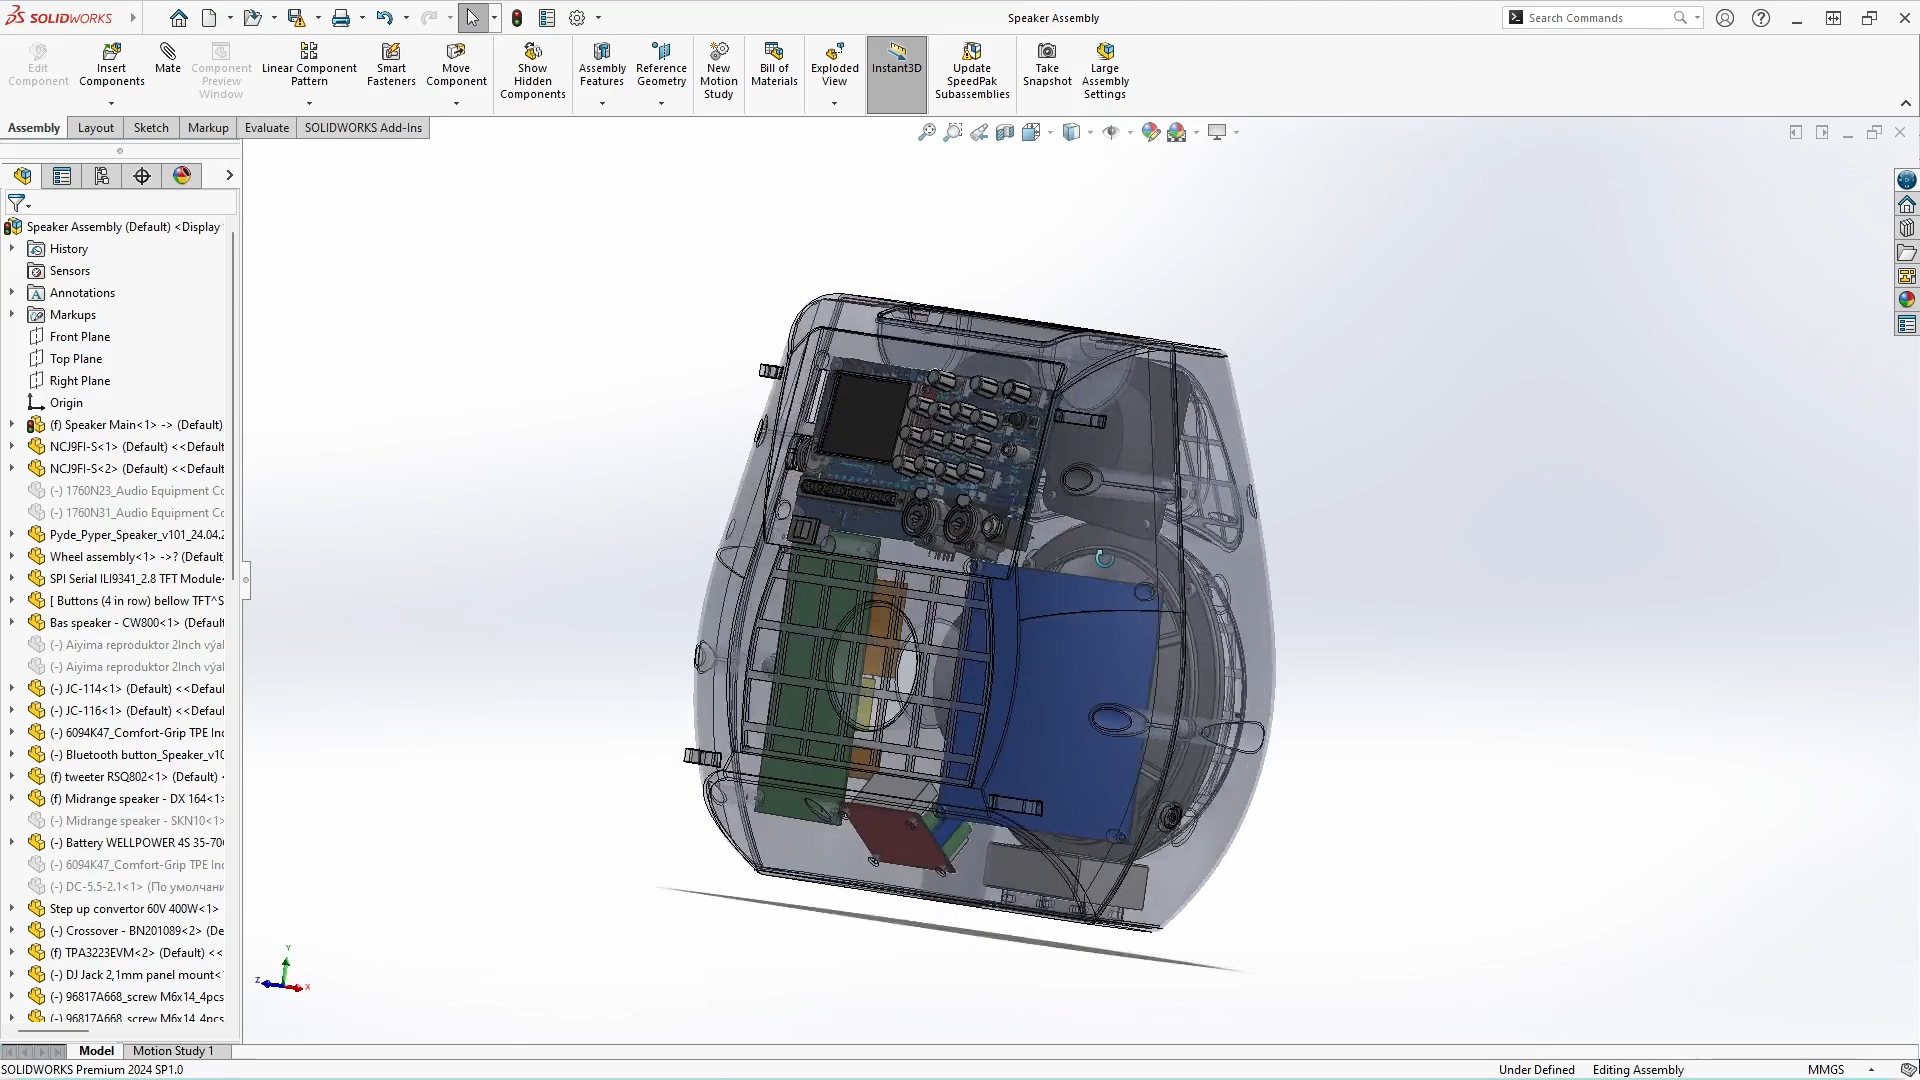 SOLIDWORKS
Speaker Assembly
Search Commands
Edit Component
Insert Components
Mate
Component Preview Window
Linear Component Pattern
Smart Fasteners
Move Component
Show Hidden Components
Assembly Features
Reference Geometry
New Motion Study
Bill of Materials
Exploded View
Instant3D
Update SpeedPak Subassemblies
Take Snapshot
Large Assembly Settings
Assembly
Layout
Sketch
Markup
Evaluate
SOLIDWORKS Add-Ins
Speaker Assembly (Default) <Display
History
Sensors
Annotations
Markups
Front Plane
Top Plane
Right Plane
Origin
(f) Speaker Main<1> -> (Default)
NCJ9FI-S<1> (Default) <<Default
NCJ9FI-S<2> (Default) <<Default
(-) 1760N23_Audio Equipment Co
(-) 1760N31_Audio Equipment Co
Pyde_Pyper_Speaker_v101_24.04.2
Wheel assembly<1> ->? (Default
SPI Serial ILI9341_2.8 TFT Module
[ Buttons (4 in row) bellow TFT^S
Bas speaker - CW800<1> (Default
(-) Aiyima reproduktor 2Inch výal
(-) Aiyima reproduktor 2Inch výal
(-) JC-114<1> (Default) <<Defaul
(-) JC-116<1> (Default) <<Defaul
(-) 6094K47_Comfort-Grip TPE Ind
(-) Bluetooth button_Speaker_v10
(f) tweeter RSQ802<1> (Default)
(f) Midrange speaker - DX 164<1>
(-) Midrange speaker - SKN10<1>
(-) Battery WELLPOWER 4S 35-70
(-) 6094K47_Comfort-Grip TPE Ind
(-) DC-5.5-2.1<1> (По умолчани
Step up convertor 60V 400W<1>
(-) Crossover - BN201089<2> (De
(f) TPA3223EVM<2> (Default) <<
(-) DJ Jack 2,1mm panel mount<
(-) 96817A668_screw M6x14_4pcs
(-) 96817A668_screw M6x14_4pcs
Y
Z
X
Model
Motion Study 1
SOLIDWORKS Premium 2024 SP1.0
Under Defined
Editing Assembly
MMGS